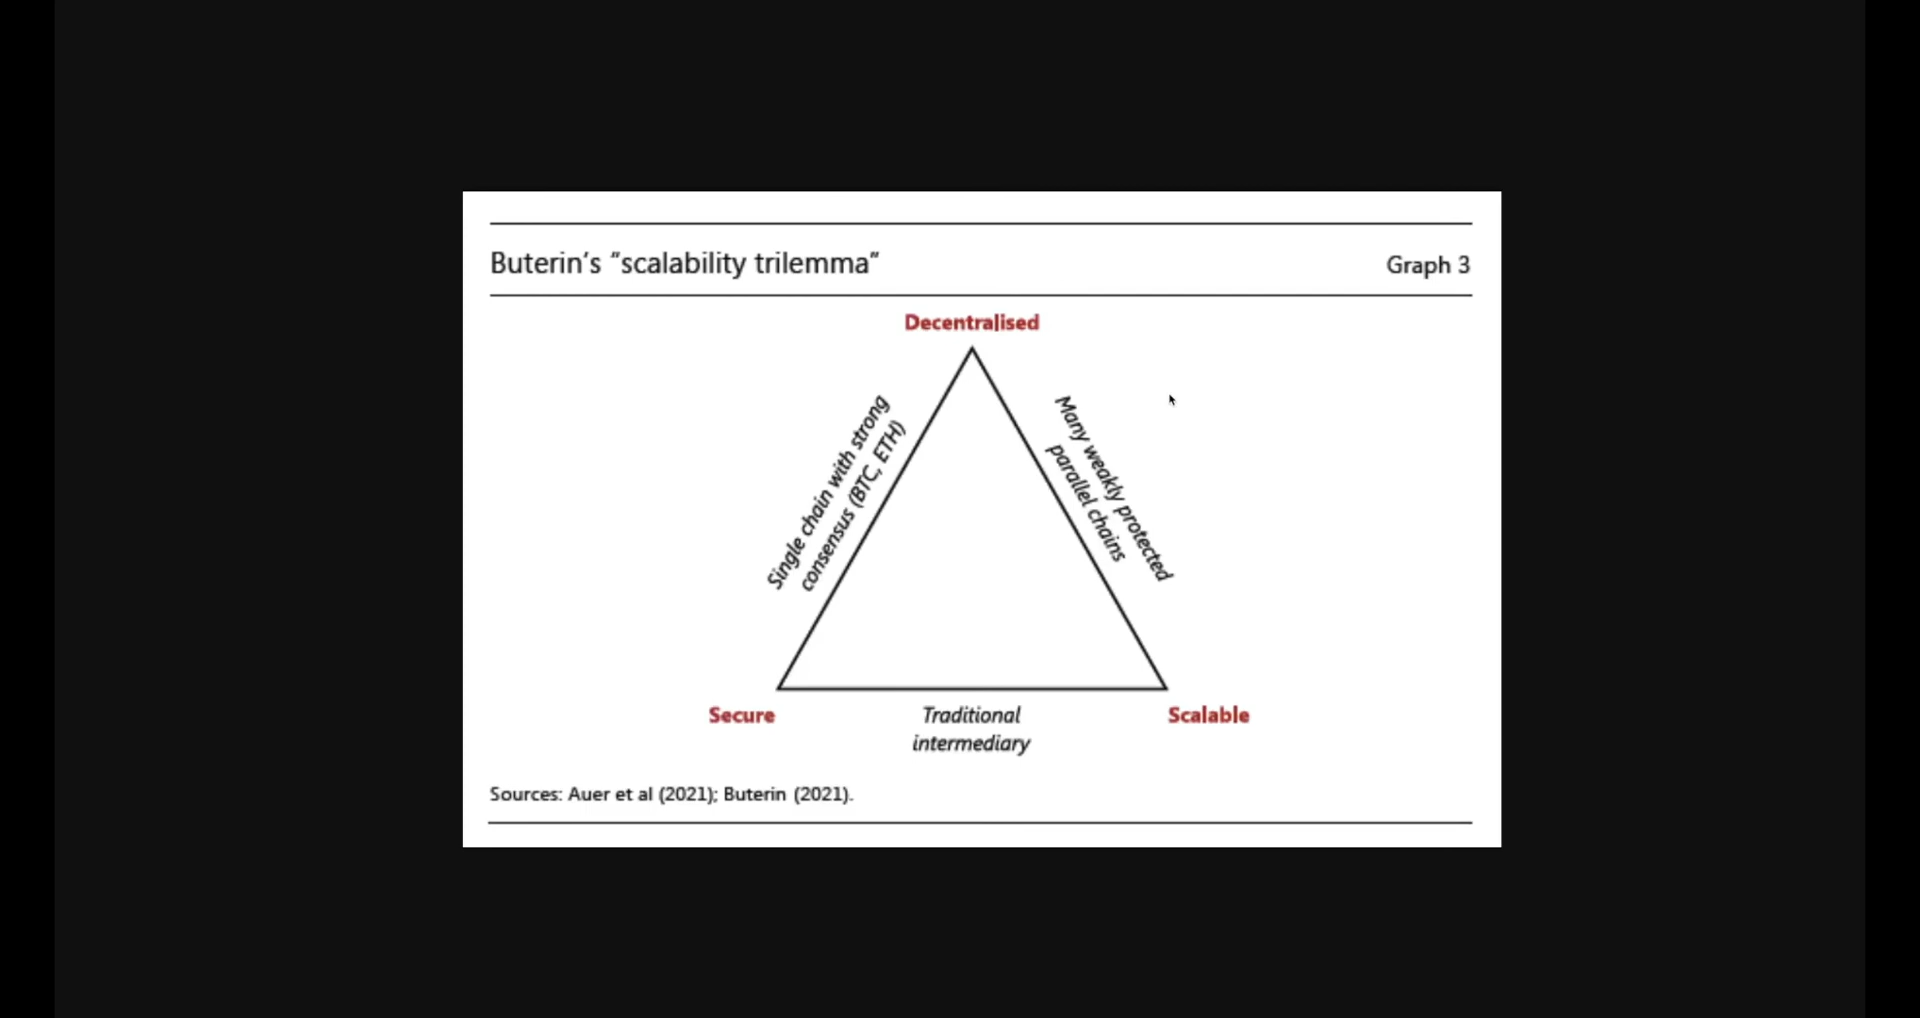 Buterin's "scalability trilemma"
Graph 3
Decentralised
Single chain with strong
consensus (BTC, ETH)
Many weakly protected
parallel chains
Secure
Traditional
intermediary
Scalable
Sources: Auer et al (2021); Buterin (2021).